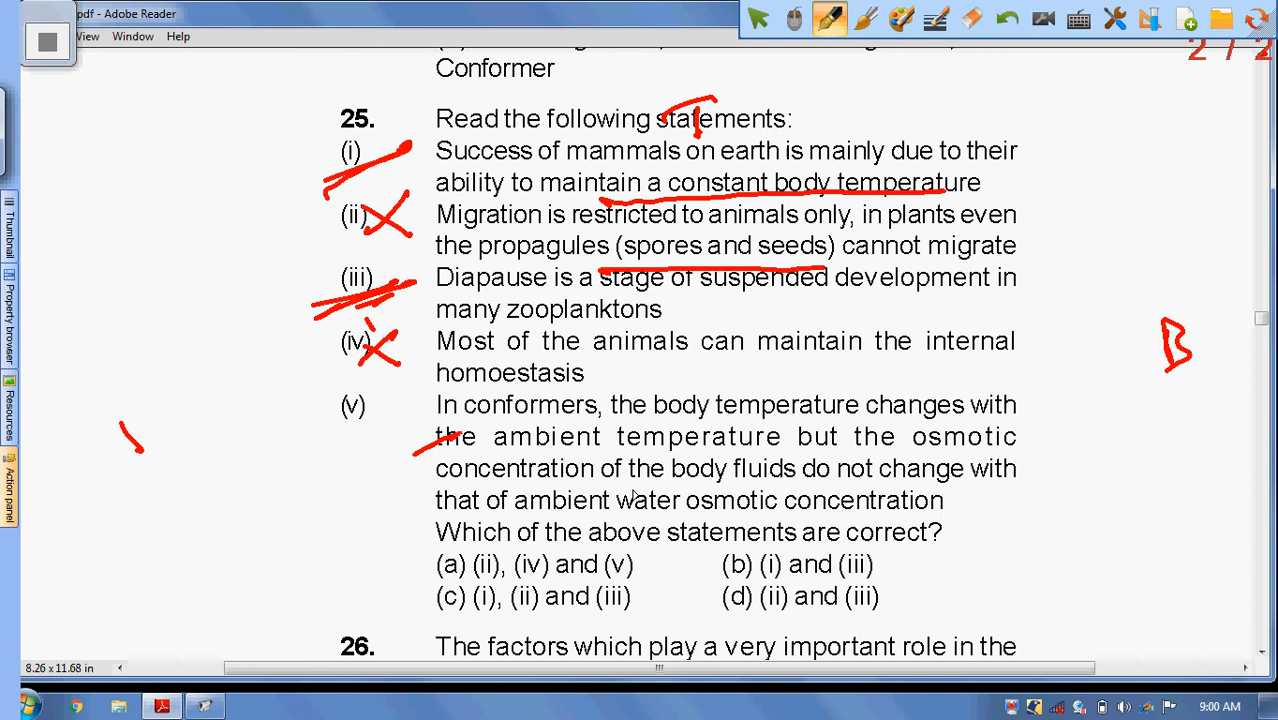 pdf - Adobe Reader
View Window Help
2 7 2
Conformer
25. Read the following statements:
T
(i) Success of mammals on earth is mainly due to their
ability to maintain a constant body temperature
(ii) Migration is restricted to animals only, in plants even
the propagules (spores and seeds) cannot migrate
(iii) Diapause is a stage of suspended development in
many zooplanktons
(iv) Most of the animals can maintain the internal
homoestasis
B
(v) In conformers, the body temperature changes with
the ambient temperature but the osmotic
concentration of the body fluids do not change with
that of ambient water osmotic concentration
Which of the above statements are correct?
(a) (ii), (iv) and (v) (b) (i) and (iii)
(c) (i), (ii) and (iii) (d) (ii) and (iii)
26. The factors which play a very important role in the
Thumbnail
Property browser
Resources
Action panel
8.26 x 11.68 in
9:00 AM